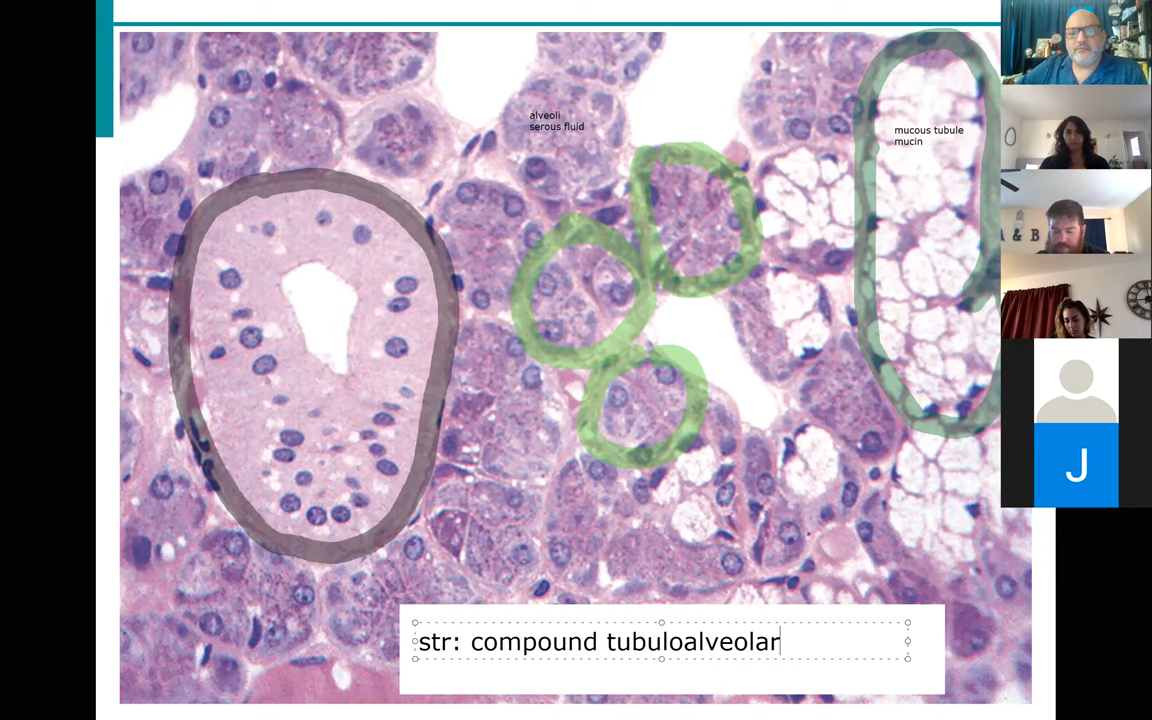 alveoli
serous fluid
mucous tubule
mucin
A & B
J
str: compound tubuloalveolar